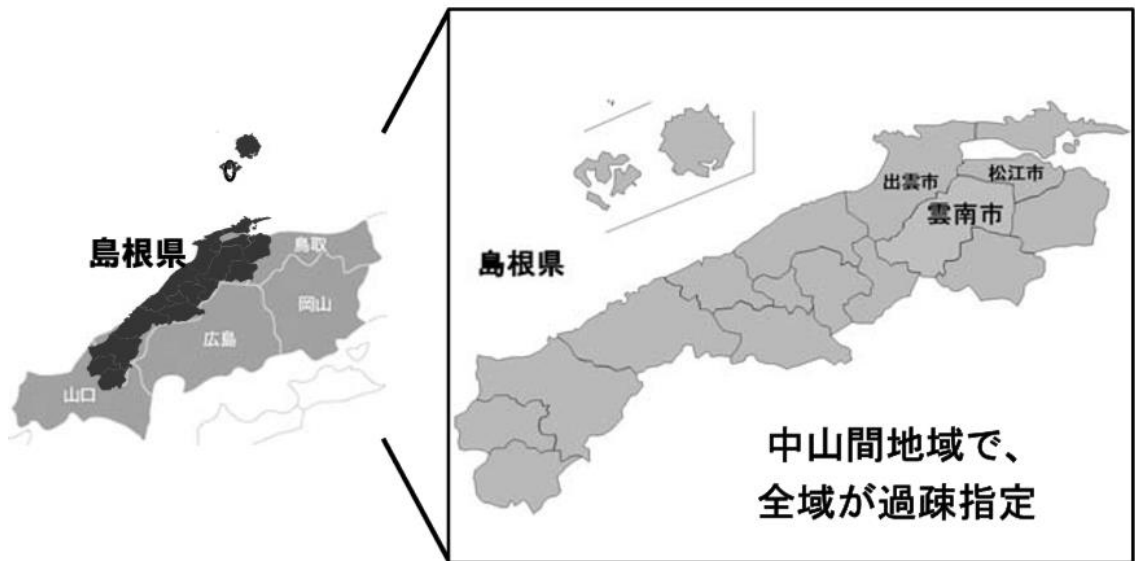 島根県
鳥取
岡山
広島
山口
出雲市
松江市
雲南市
島根県
中山間地域で、
全域が過疎指定